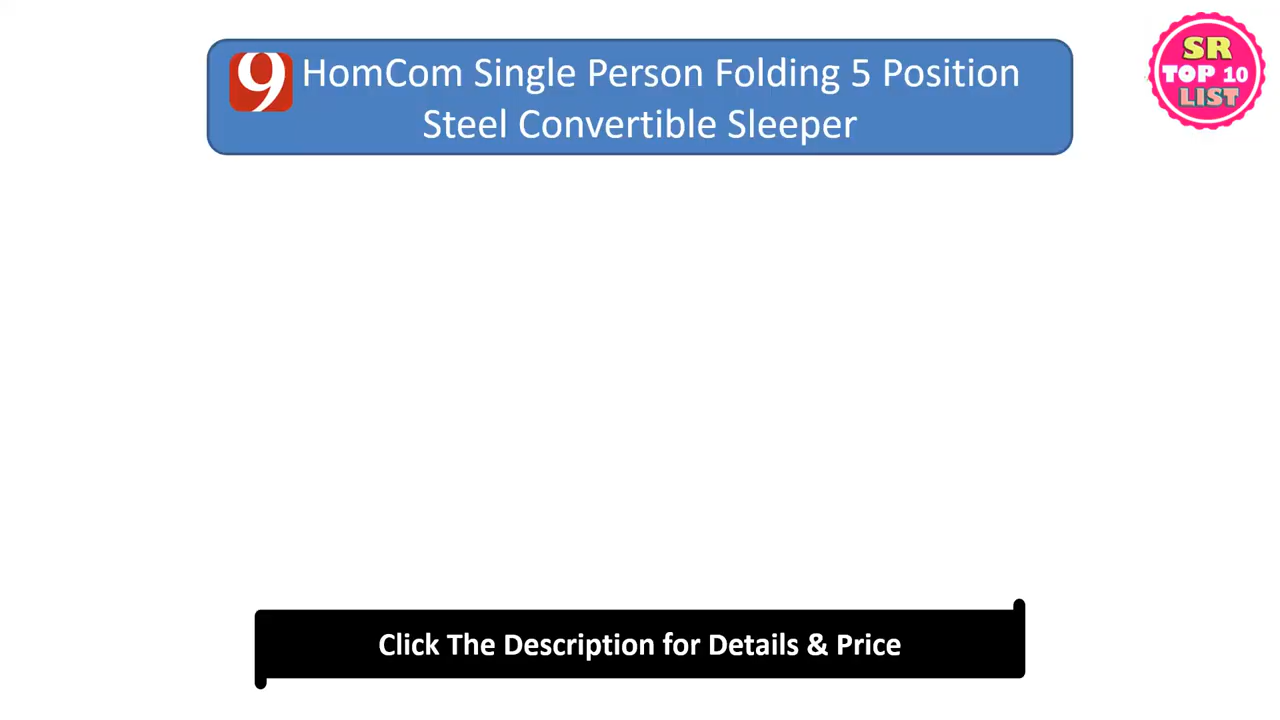 9 HomCom Single Person Folding 5 Position
Steel Convertible Sleeper
SR
TOP 10
LIST
Click The Description for Details & Price